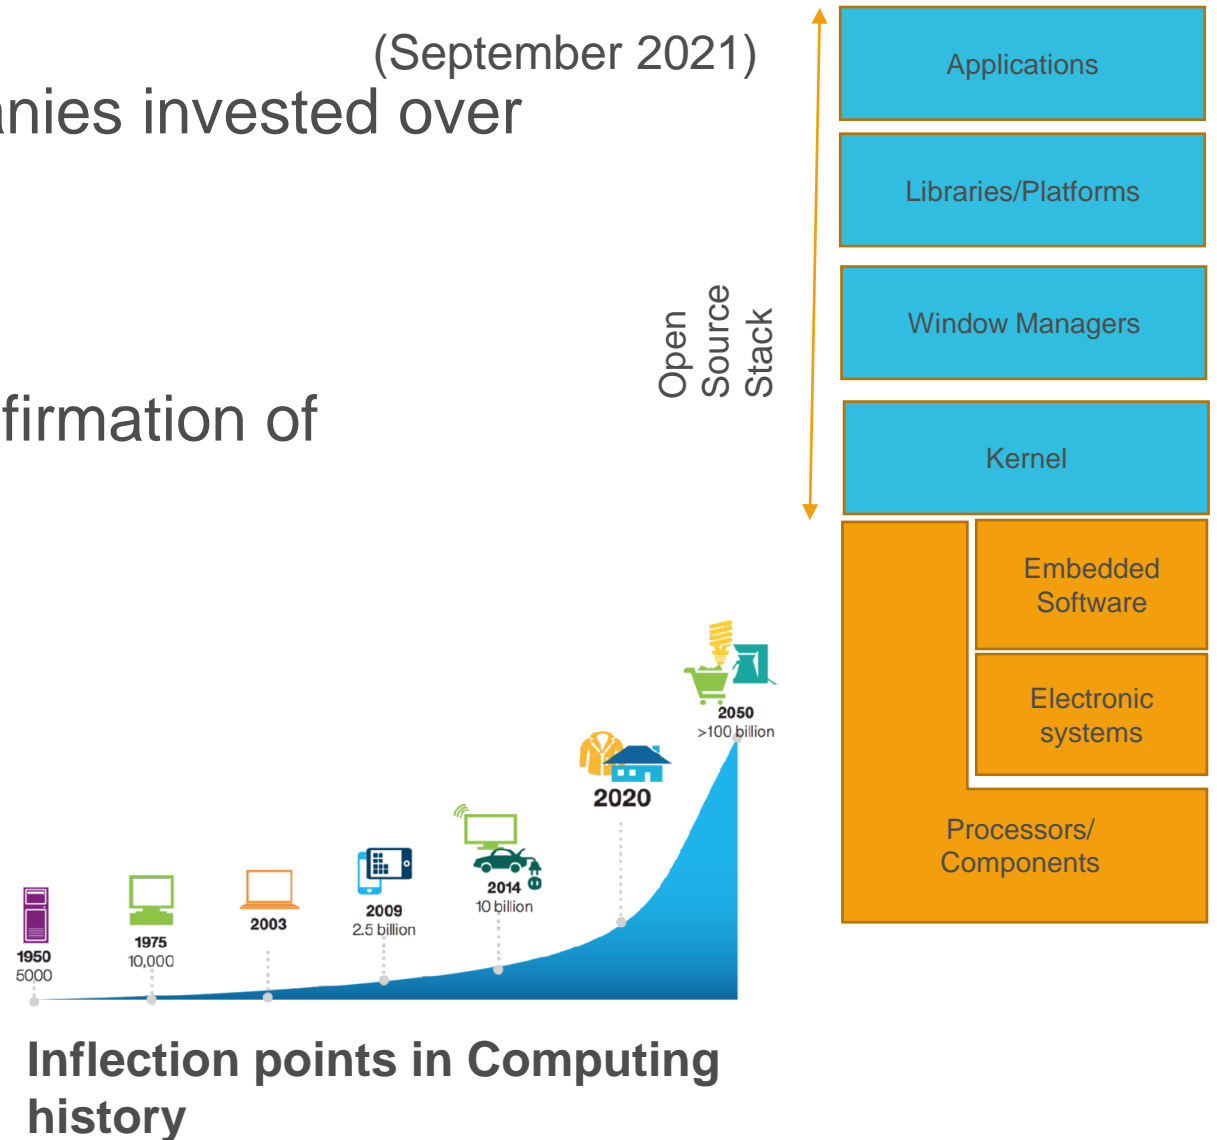 (September 2021)
anies invested over
firmation of
Open
Source
Stack
Applications
Libraries/Platforms
Window Managers
Kernel
Embedded
Software
Electronic
systems
Processors/
Components
1950
5000
1975
10,000
2003
2009
2.5 billion
2014
10 billion
2020
2050
>100 billion
Inflection points in Computing
history